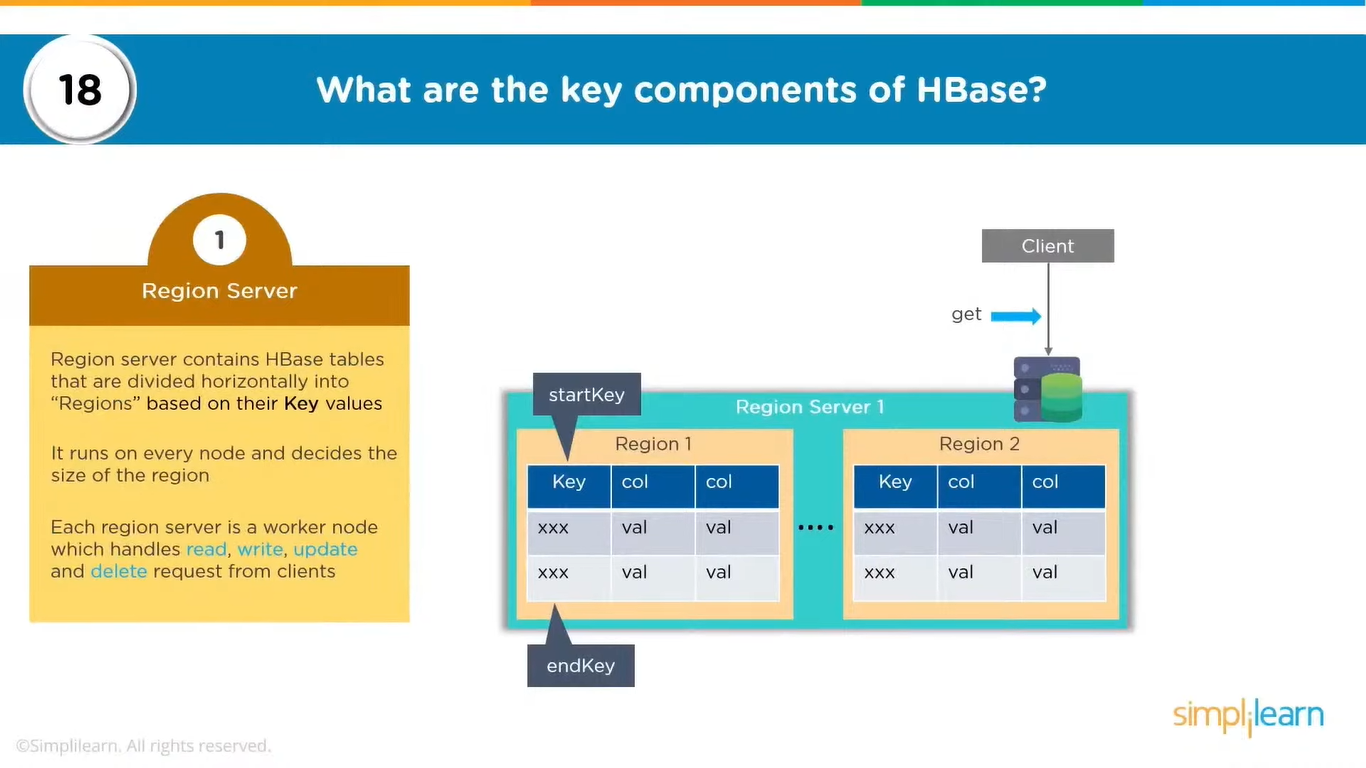 18
What are the key components of HBase?
1
Region Server
Region server contains HBase tables
that are divided horizontally into
“Regions” based on their Key values
It runs on every node and decides the
size of the region
Each region server is a worker node
which handles read, write, update
and delete request from clients
Client
get
startKey
Region Server 1
Region 1
Key col col
xxx val val
xxx val val
endKey
....
Region 2
Key col col
xxx val val
xxx val val
simplilearn
©Simplilearn. All rights reserved.